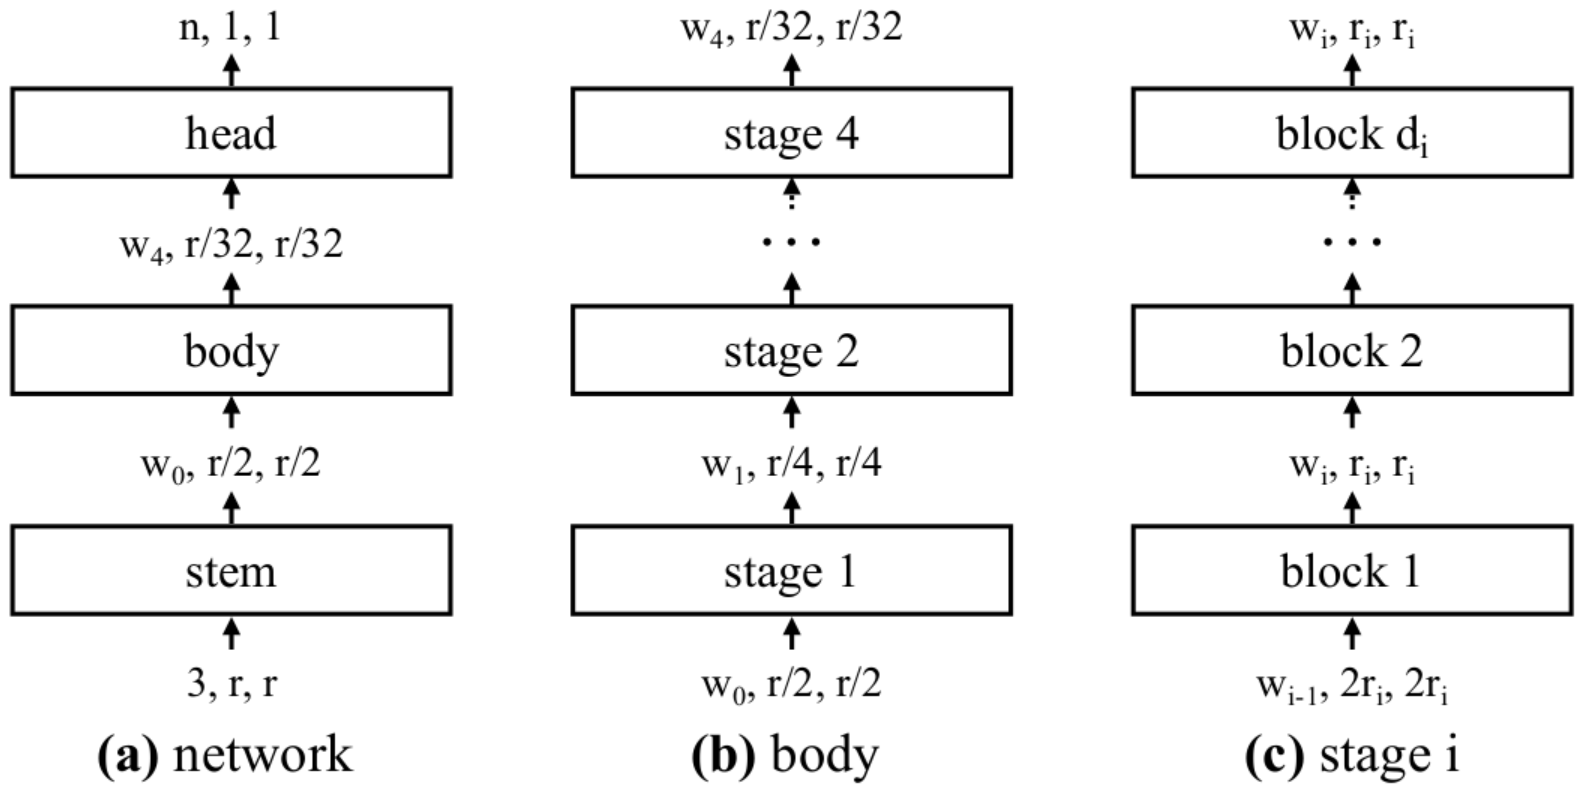 n, 1, 1
head
w4, r/32, r/32
body
w0, r/2, r/2
stem
3, r, r
(a) network
w4, r/32, r/32
stage 4
...
stage 2
w1, r/4, r/4
stage 1
w0, r/2, r/2
(b) body
wi, ri, ri
block di
...
block 2
wi, ri, ri
block 1
wi-1, 2ri, 2ri
(c) stage i